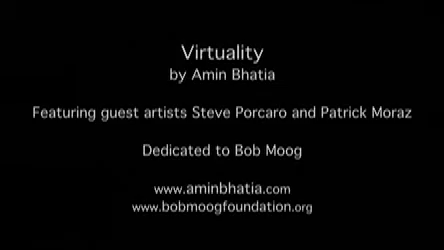 Virtuality
by Amin Bhatia
Featuring guest artists Steve Porcaro and Patrick Moraz
Dedicated to Bob Moog
www.aminbhatia.com
www.bobmoogfoundation.org